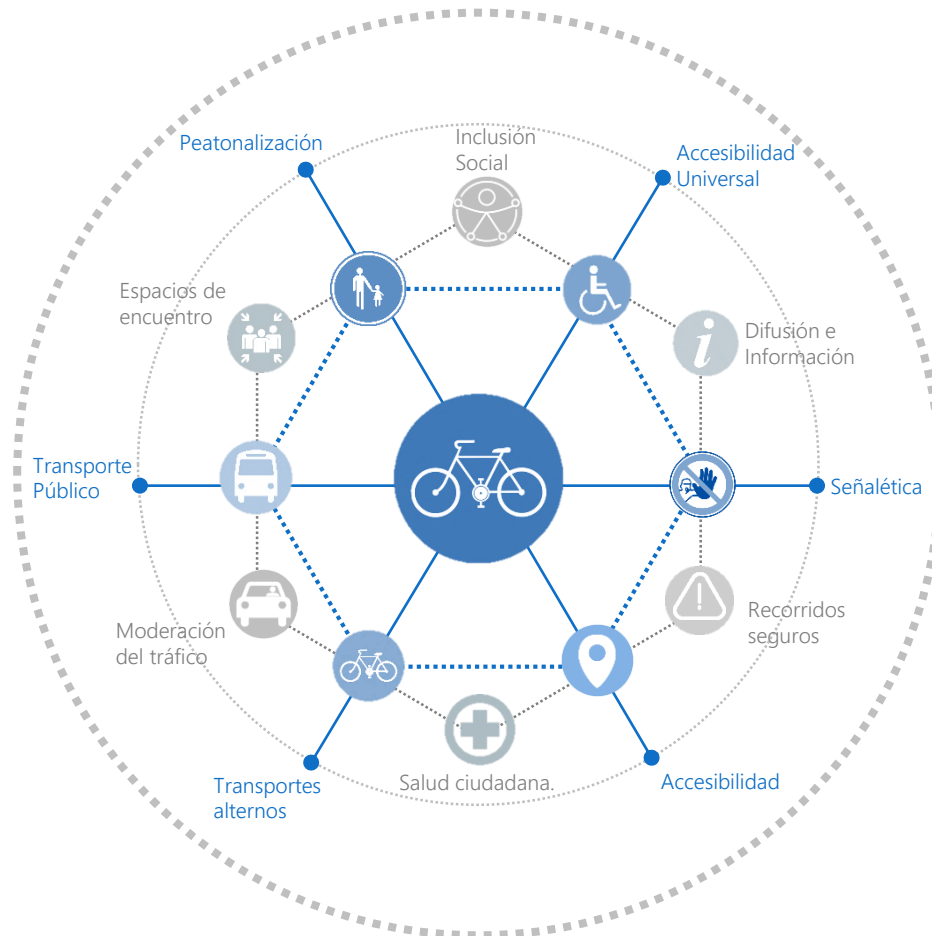 Peatonalización
Inclusión
Social
Accesibilidad
Universal
Espacios de
encuentro
Difusión e
Información
Transporte
Público
Señalética
Moderación
del tráfico
Recorridos
seguros
Transportes
alternos
Salud ciudadana.
Accesibilidad